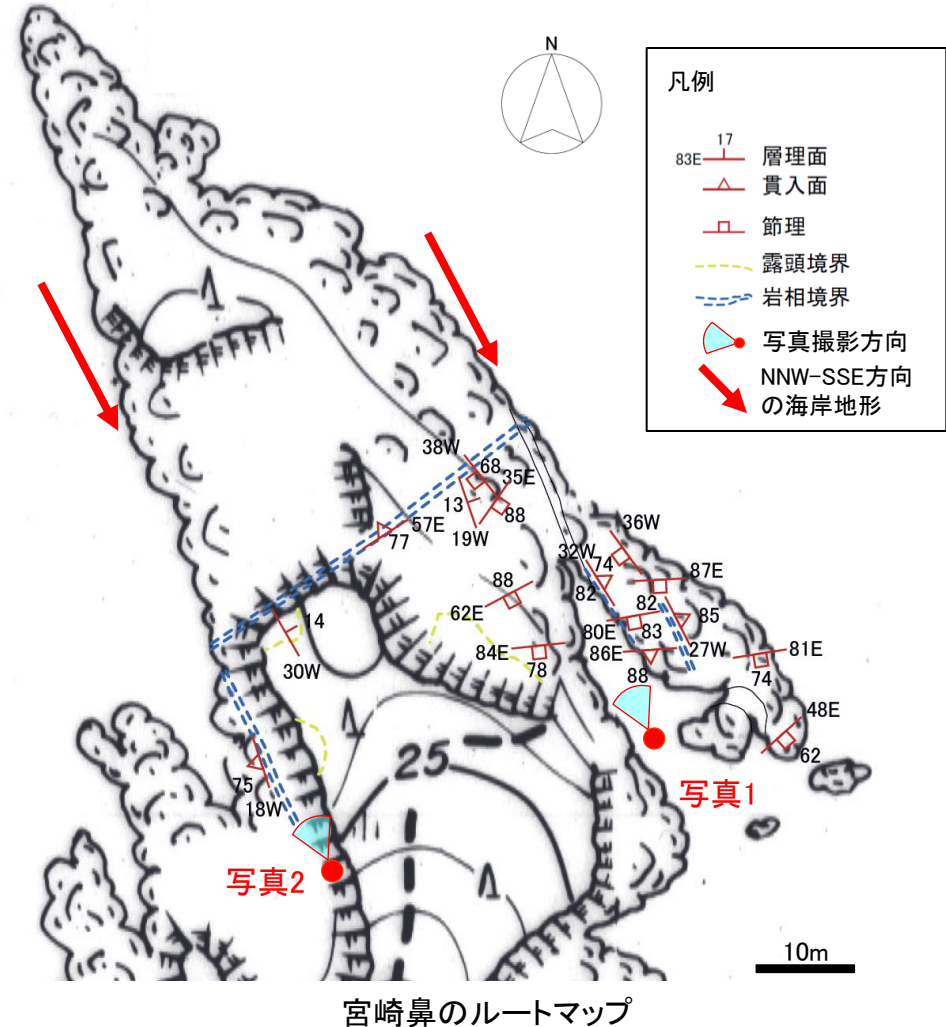 N
凡例
17
83E
層理面
貫入面
節理
露頭境界
岩相境界
写真撮影方向
NNW-SSE方向
の海岸地形
38W
68
35E
13
88
19W
57E
77
36W
32W
74
87E
82
88
62E
82
85
80E
83
14
30W
84E
78
86E
27W
81E
74
88
48E
62
25
75
18W
写真1
写真2
10m
宮崎鼻のルートマップ